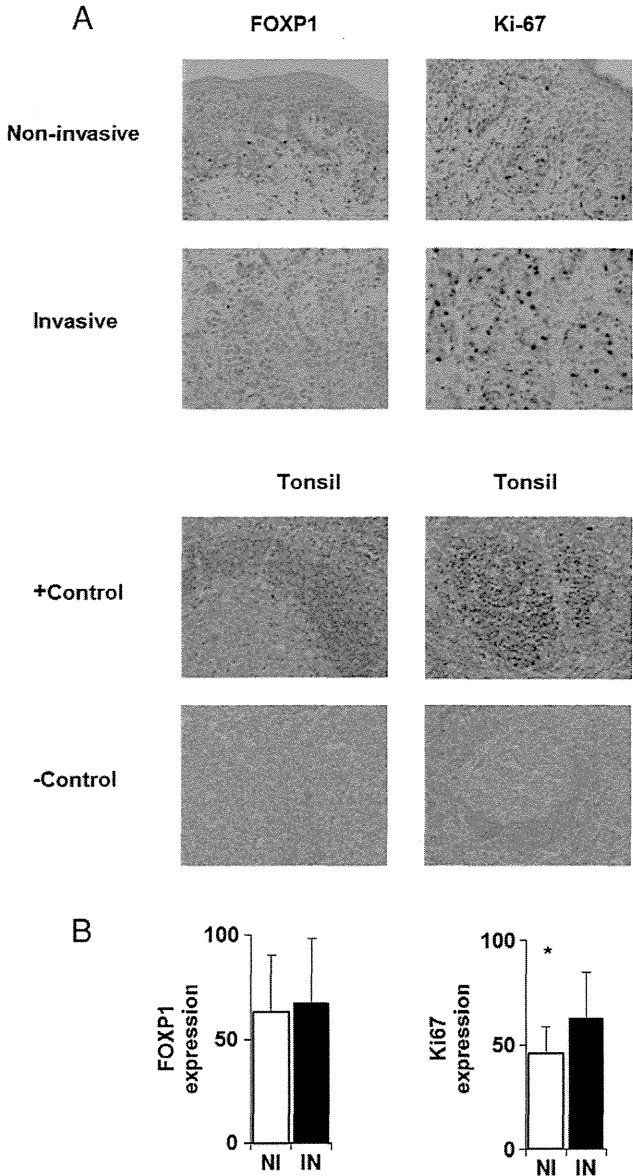 A
FOXP1 Ki-67
Non-invasive
Invasive
Tonsil Tonsil
+Control
-Control
B
FOXP1
expression
100
50
0
NI IN
Ki67
expression
100
50
0
*
NI IN